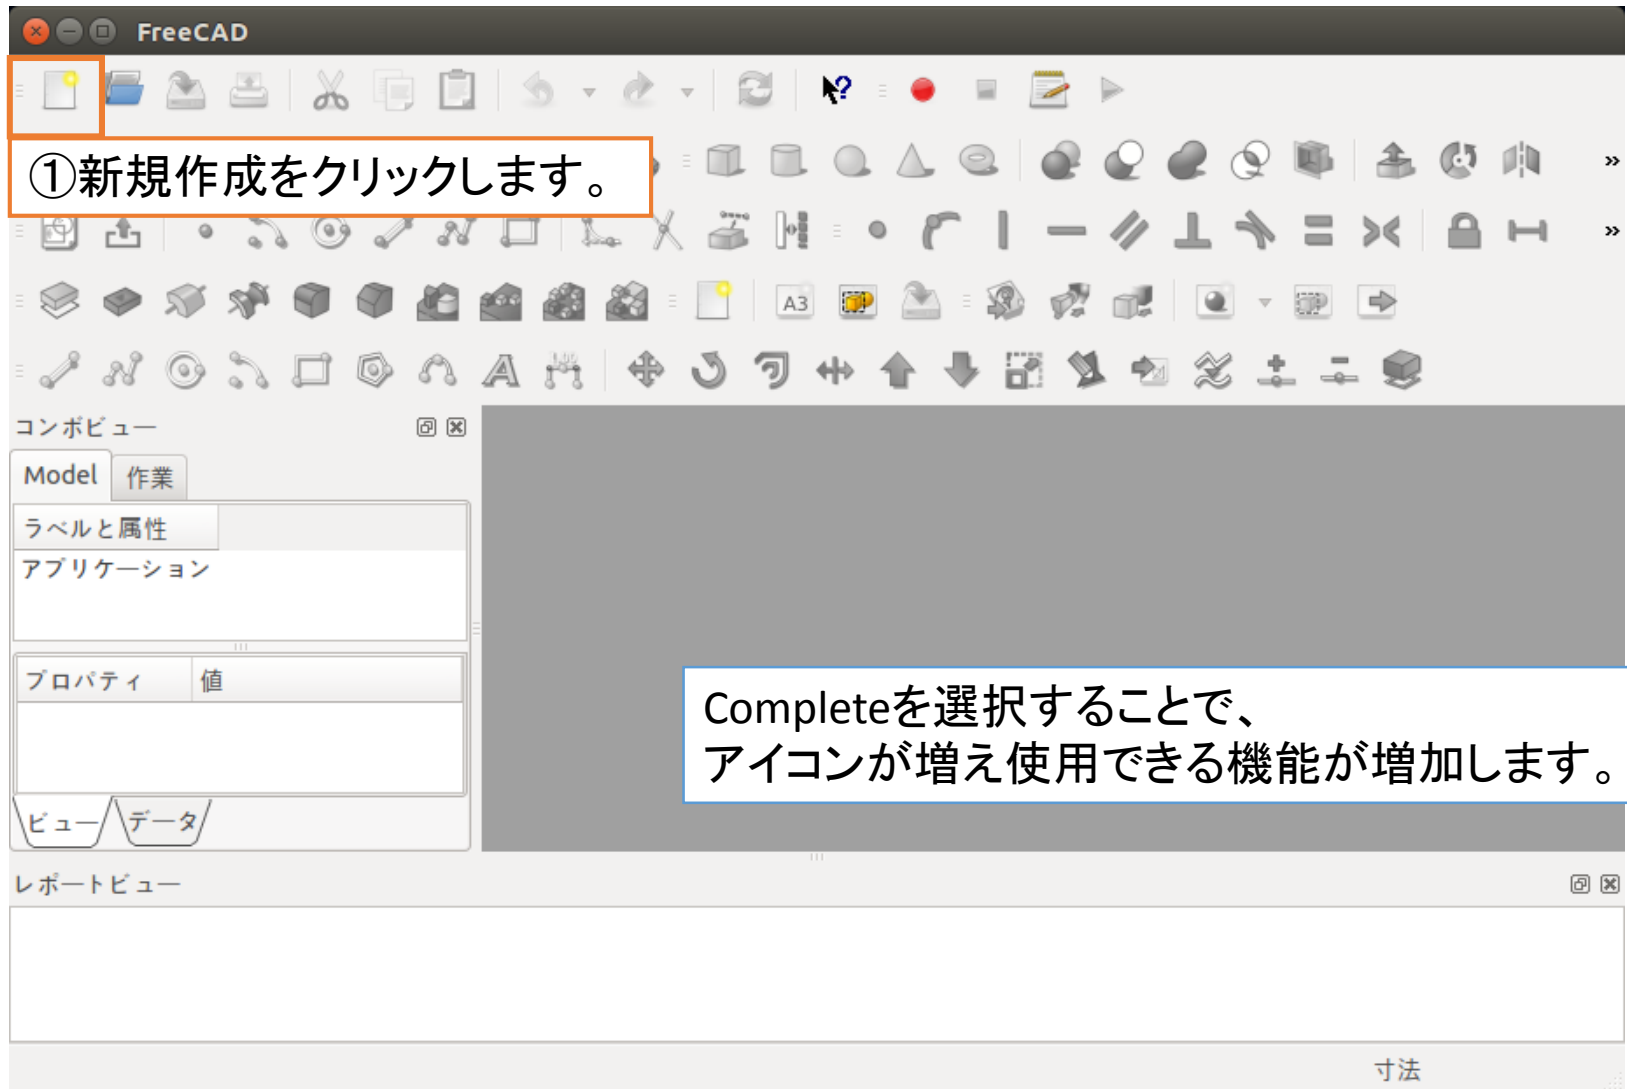 FreeCAD
①新規作成をクリックします。
A3
1.00
コンボビュー
Model 作業
ラベルと属性
アプリケーション
プロパティ 値
Completeを選択することで、
アイコンが増え使用できる機能が増加します。
ビュー データ
レポートビュー
寸法